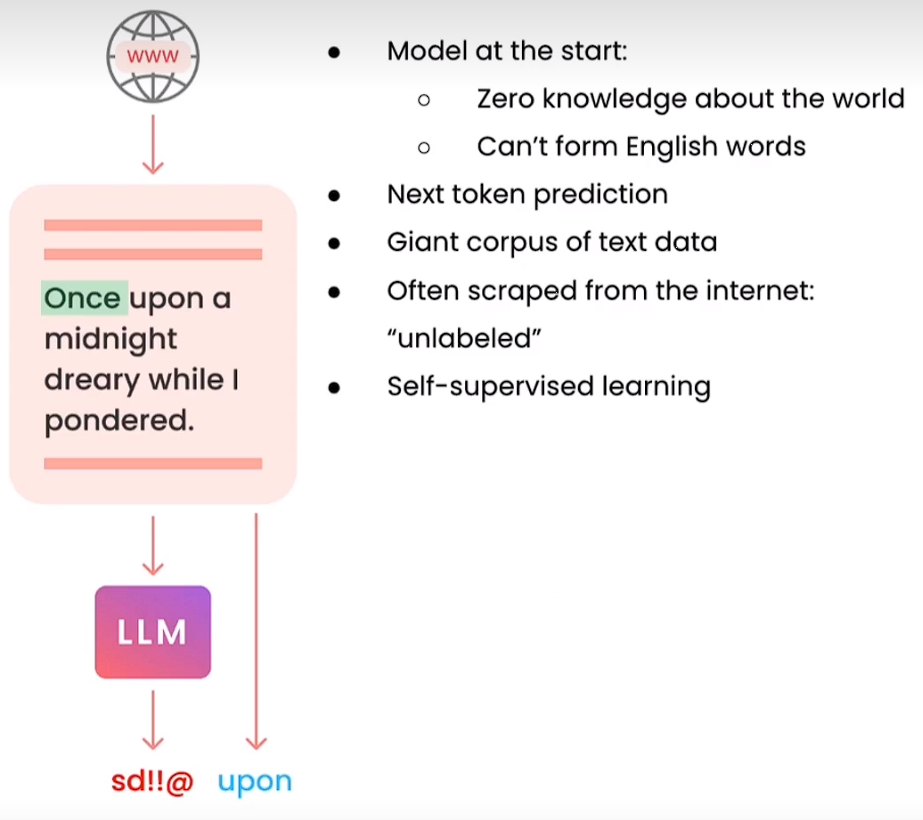 www
Once upon a
midnight
dreary while I
pondered.
LLM
sd!!@ upon
● Model at the start:
○ Zero knowledge about the world
○ Can’t form English words
● Next token prediction
● Giant corpus of text data
● Often scraped from the internet:
“unlabeled”
● Self-supervised learning